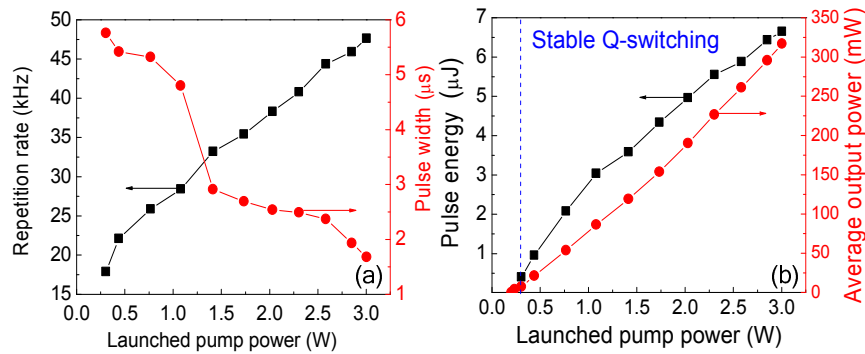 50
45
40
35
30
25
20
15
Repetition rate (kHz)
0.0 0.5 1.0 1.5 2.0 2.5 3.0
Launched pump power (W)
6
5
4
3
2
1
Pulse width (μs)
(a)
7
6
5
4
3
2
1
Pulse energy (μJ)
Stable Q-switching
0.0 0.5 1.0 1.5 2.0 2.5 3.0
Launched pump power (W)
350
300
250
200
150
100
50
0
Average output power (mW)
(b)